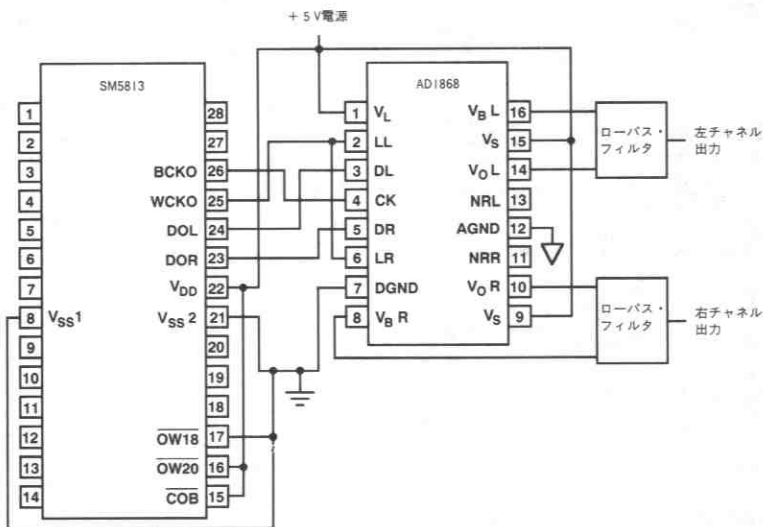 +5V電源
SM5813
1
2
3
4
5
6
7
8 VSS1
9
10
11
12
13
14
28
27
BCKO 26
WCKO 25
DOL 24
DOR 23
VDD 22
VSS2 21
20
19
18
OW18 17
OW20 16
COB 15
AD1868
1 VL
2 LL
3 DL
4 CK
5 DR
6 LR
7 DGND
8 VBR
VBL 16
VS 15
VOL 14
NRL 13
AGND 12
NRR 11
VOR 10
VS 9
ローパス・
フィルタ
左チャネル
出力
ローパス・
フィルタ
右チャネル
出力